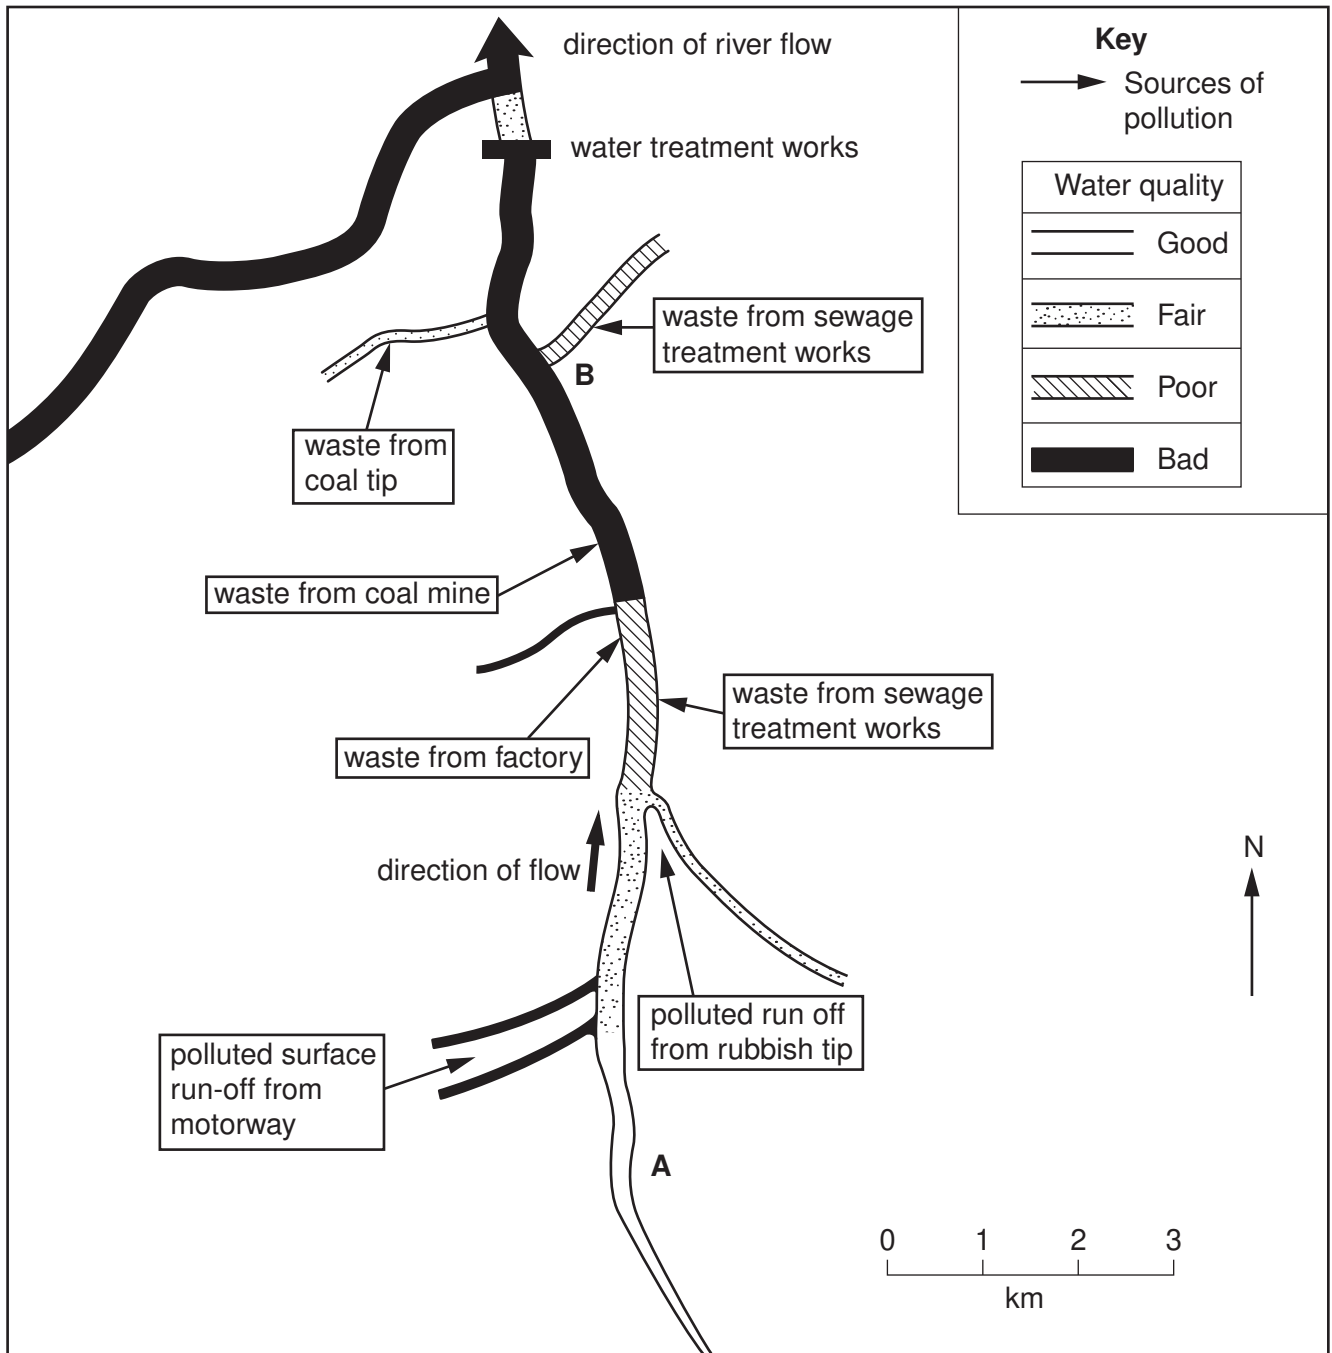 direction of river flow
Key
Sources of
pollution
water treatment works
Water quality
Good
Fair
Poor
Bad
waste from sewage
treatment works
B
waste from
coal tip
waste from coal mine
waste from sewage
treatment works
waste from factory
direction of flow
N
polluted run off
from rubbish tip
polluted surface
run-off from
motorway
A
0 1 2 3
km